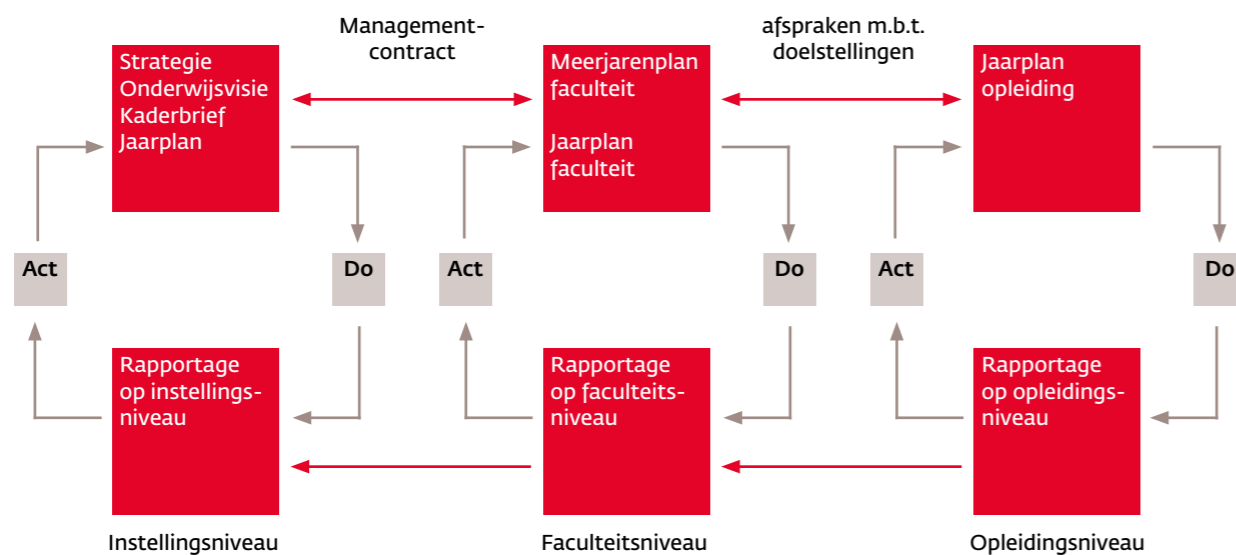 Management-
contract
afspraken m.b.t.
doelstellingen
Strategie
Onderwijsvisie
Kaderbrief
Jaarplan
Meerjarenplan
faculteit
Jaarplan
faculteit
Jaarplan
opleiding
Act
Do
Act
Do
Act
Do
Rapportage
op instellings-
niveau
Rapportage
op faculteits-
niveau
Rapportage
op opleidings-
niveau
Instellingsniveau
Faculteitsniveau
Opleidingsniveau